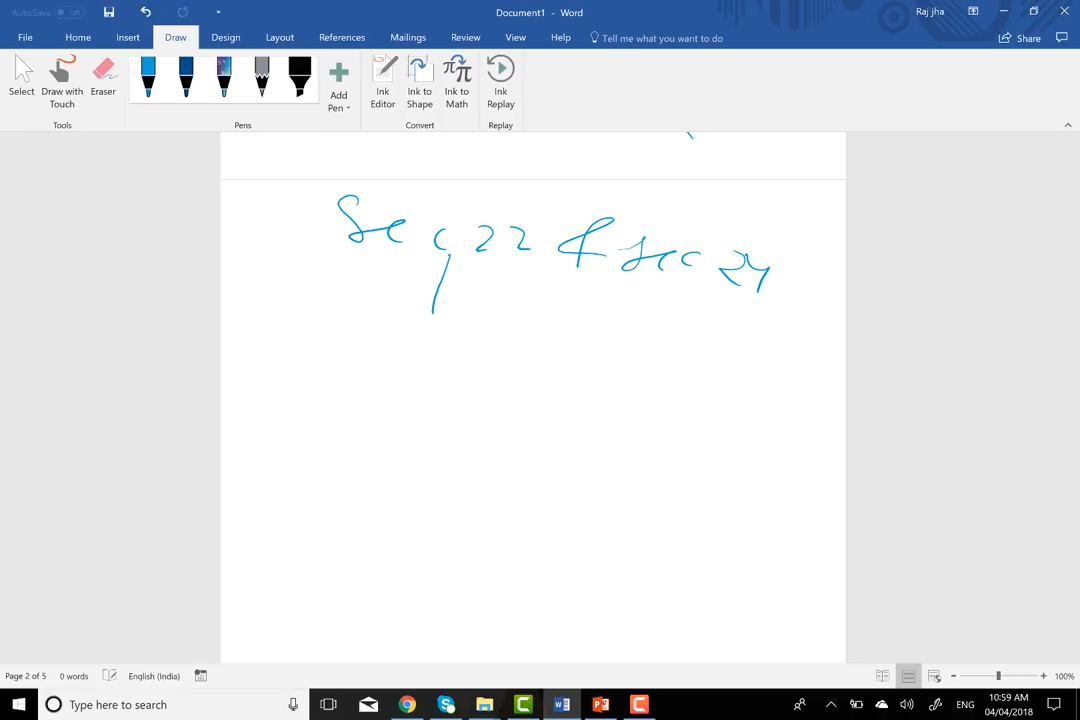 AutoSave Off
Document1 - Word
Raj jha
File Home Insert Draw Design Layout References Mailings Review View Help Tell me what you want to do Share
Select
Draw with Touch
Eraser
Add Pen
Ink Editor
Ink to Shape
Ink to Math
Ink Replay
Tools Pens Convert Replay
Sec 22 & sec 24
Page 2 of 5 0 words English (India) 100%
Type here to search
ENG
10:59 AM
04/04/2018